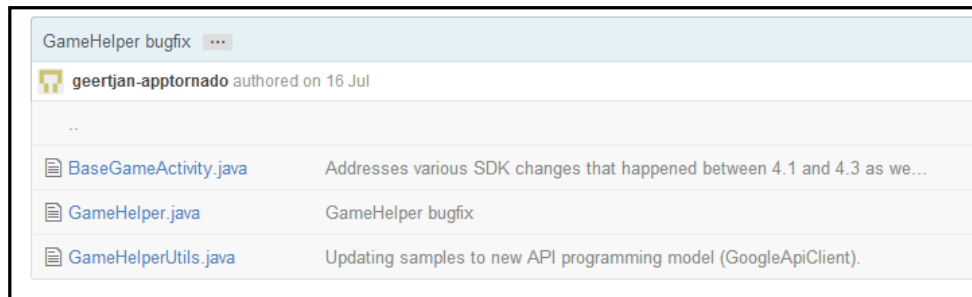 GameHelper bugfix ...
geertjan-apptornado authored on 16 Jul
..
BaseGameActivity.java Addresses various SDK changes that happened between 4.1 and 4.3 as we...
GameHelper.java GameHelper bugfix
GameHelperUtils.java Updating samples to new API programming model (GoogleApiClient).